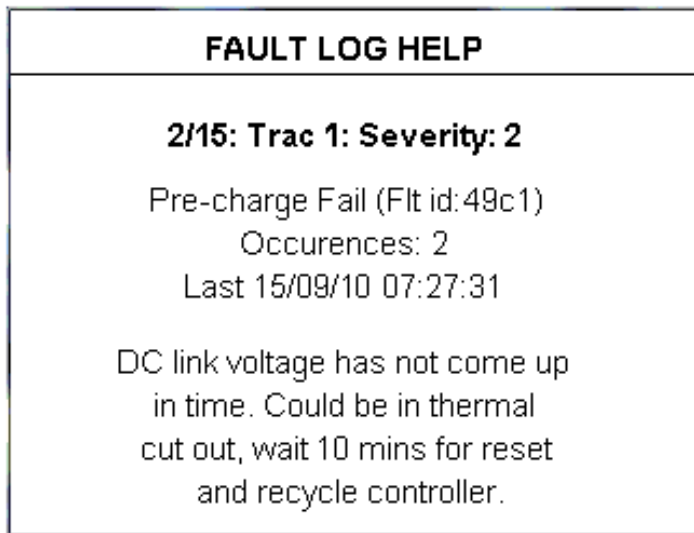 FAULT LOG HELP
2/15: Trac 1: Severity: 2
Pre-charge Fail (Flt id:49c1)
Occurences: 2
Last 15/09/10 07:27:31
DC link voltage has not come up
in time. Could be in thermal
cut out, wait 10 mins for reset
and recycle controller.